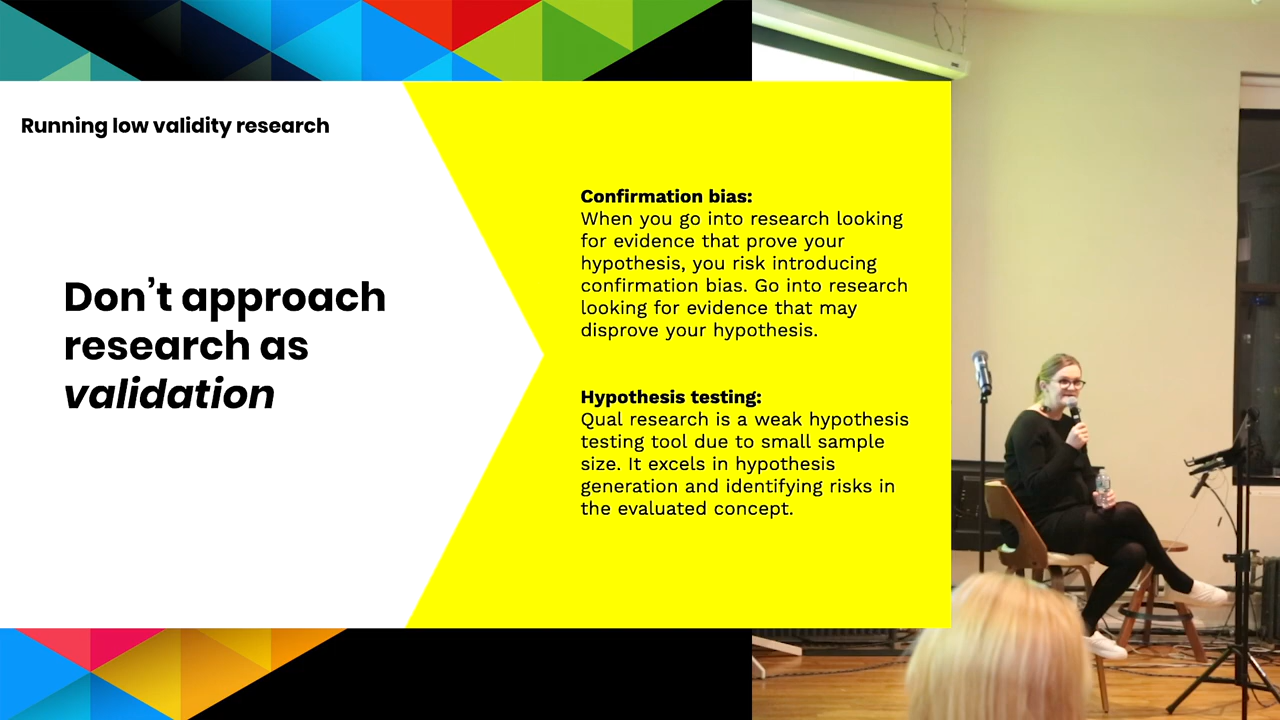 Running low validity research
Don’t approach
research as
validation
Confirmation bias:
When you go into research looking
for evidence that prove your
hypothesis, you risk introducing
confirmation bias. Go into research
looking for evidence that may
disprove your hypothesis.
Hypothesis testing:
Qual research is a weak hypothesis
testing tool due to small sample
size. It excels in hypothesis
generation and identifying risks in
the evaluated concept.